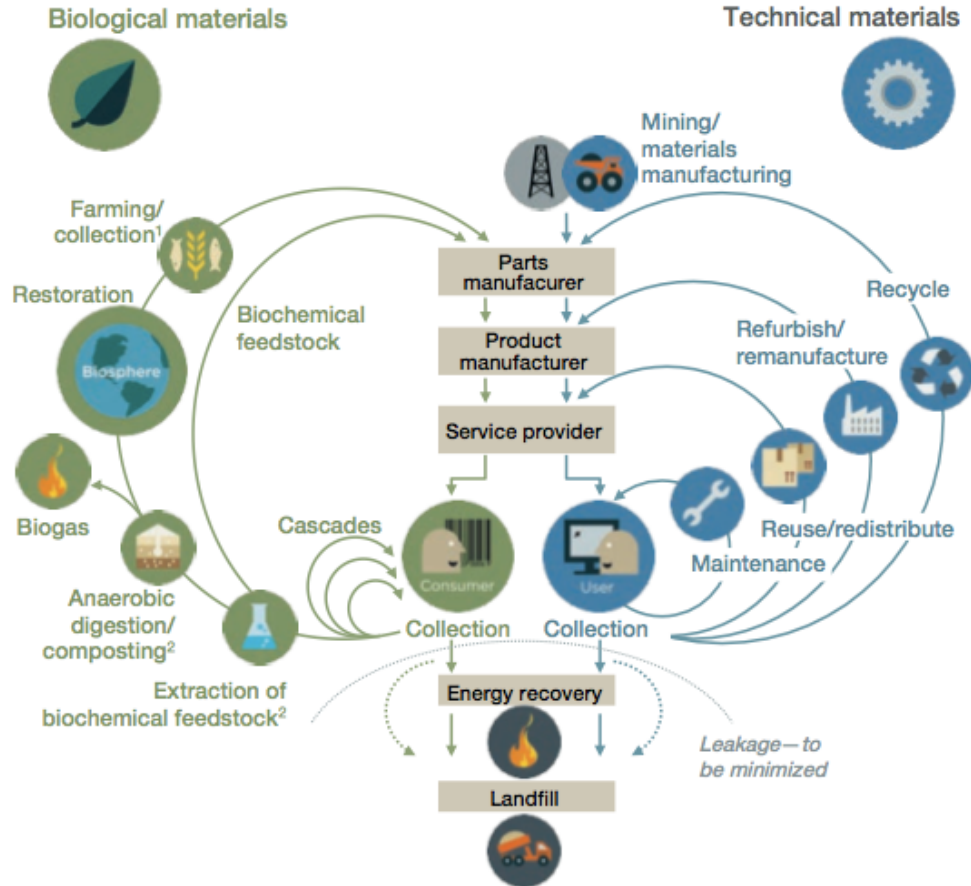 Biological materials
Technical materials
Mining/
materials
manufacturing
Farming/
collection¹
Parts
manufacurer
Recycle
Restoration
Biochemical
feedstock
Refurbish/
remanufacture
Product
manufacturer
Biosphere
Service provider
Biogas
Cascades
Consumer
User
Reuse/redistribute
Maintenance
Anaerobic
digestion/
composting²
Collection
Collection
Extraction of
biochemical feedstock²
Energy recovery
Leakage—to
be minimized
Landfill